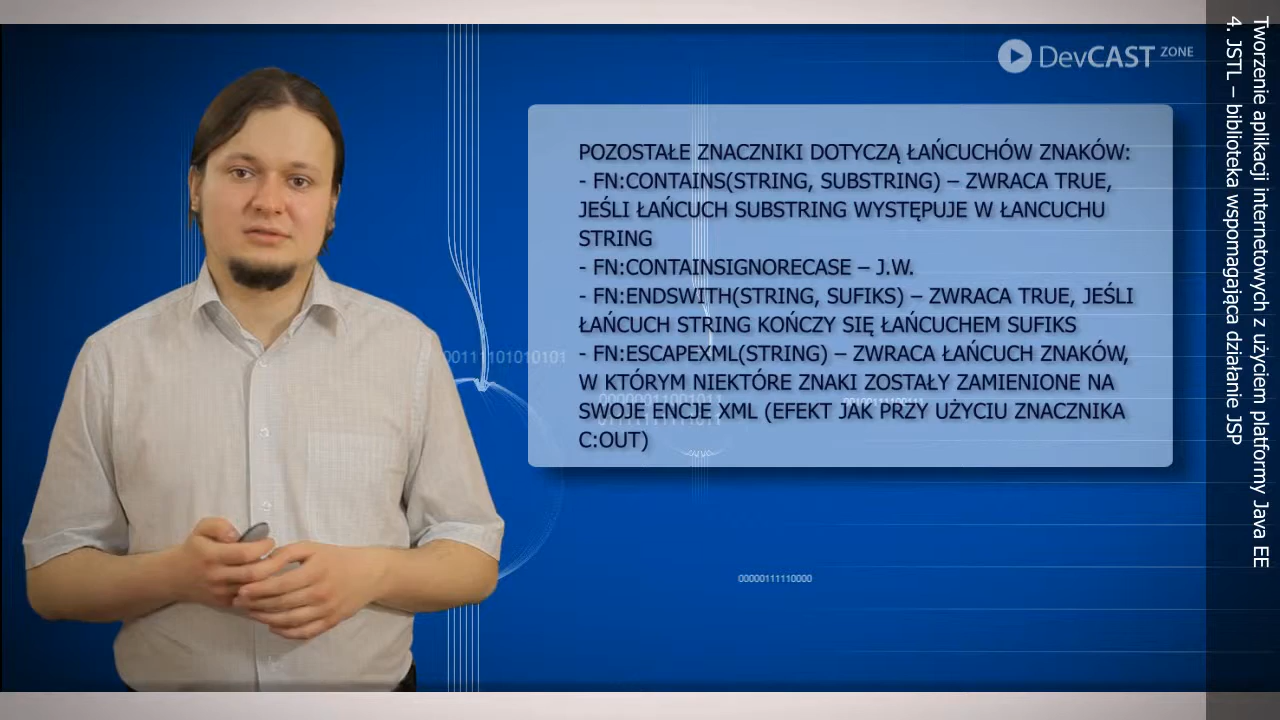 DevCAST ZONE
POZOSTAŁE ZNACZNIKI DOTYCZĄ ŁAŃCUCHÓW ZNAKÓW:
- FN:CONTAINS(STRING, SUBSTRING) – ZWRACA TRUE,
JEŚLI ŁAŃCUCH SUBSTRING WYSTĘPUJE W ŁANCUCHU
STRING
- FN:CONTAINSIGNORECASE – J.W.
- FN:ENDSWITH(STRING, SUFIKS) – ZWRACA TRUE, JEŚLI
ŁAŃCUCH STRING KOŃCZY SIĘ ŁAŃCUCHEM SUFIKS
- FN:ESCAPEXML(STRING) – ZWRACA ŁAŃCUCH ZNAKÓW,
W KTÓRYM NIEKTÓRE ZNAKI ZOSTAŁY ZAMIENIONE NA
SWOJE ENCJE XML (EFEKT JAK PRZY UŻYCIU ZNACZNIKA
C:OUT)
00000111110000
Tworzenie aplikacji internetowych z użyciem platformy Java EE
4. JSTL – biblioteka wspomagająca działanie JSP